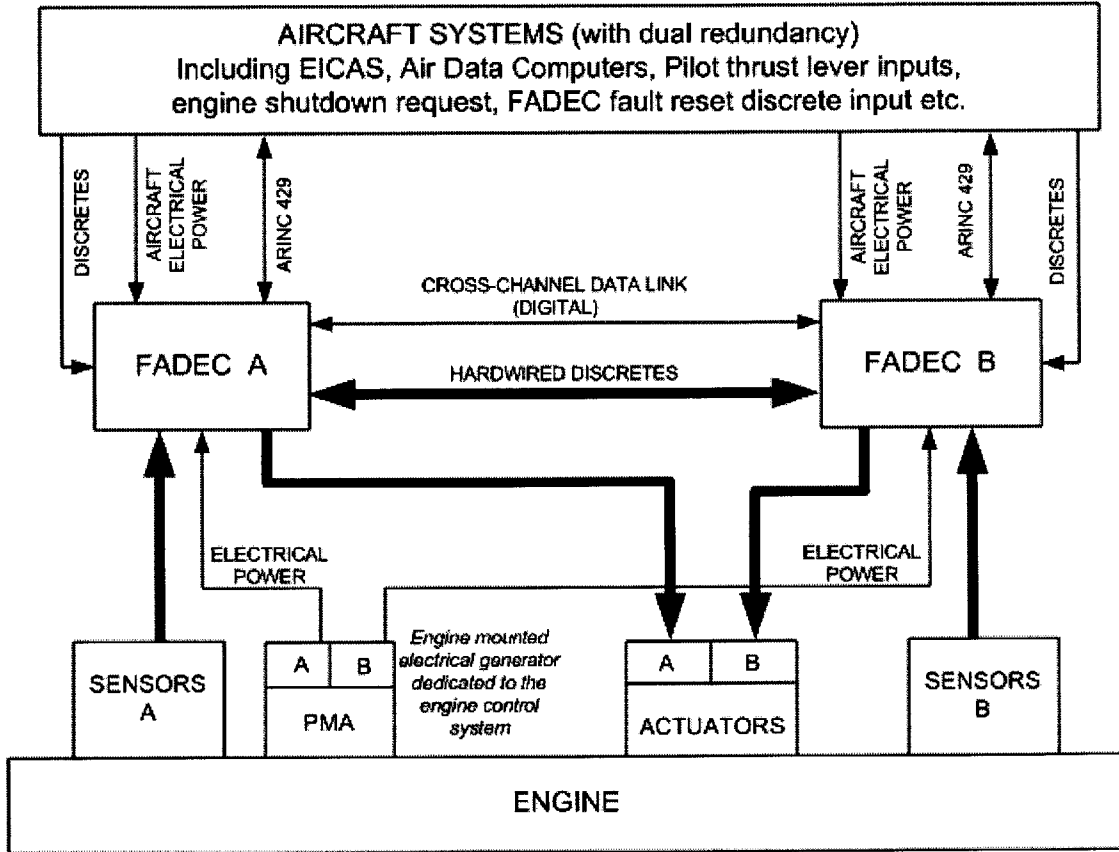 AIRCRAFT SYSTEMS (with dual redundancy)
Including EICAS, Air Data Computers, Pilot thrust lever inputs,
engine shutdown request, FADEC fault reset discrete input etc.
DISCRETES
AIRCRAFT
ELECTRICAL
POWER
ARINC 429
AIRCRAFT
ELECTRICAL
POWER
ARINC 429
DISCRETES
CROSS-CHANNEL DATA LINK
(DIGITAL)
FADEC A
FADEC B
HARDWIRED DISCRETES
ELECTRICAL
POWER
ELECTRICAL
POWER
SENSORS
A
A
B
PMA
Engine mounted
electrical generator
dedicated to the
engine control
system
A
B
ACTUATORS
SENSORS
B
ENGINE